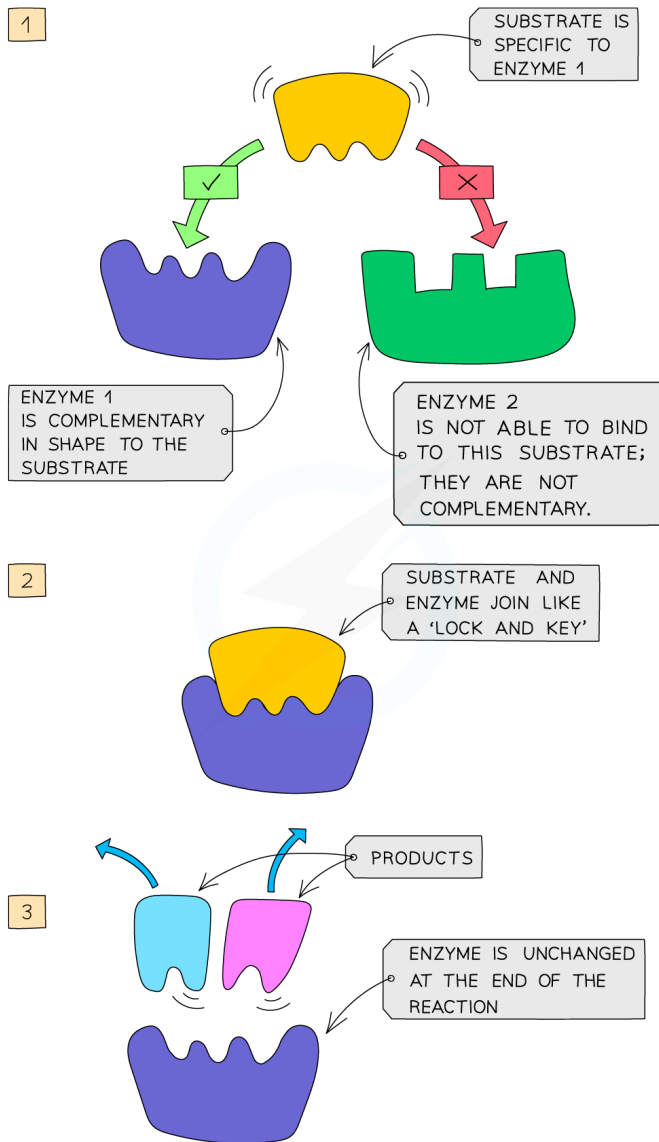 1
SUBSTRATE IS
SPECIFIC TO
ENZYME 1
ENZYME 1
IS COMPLEMENTARY
IN SHAPE TO THE
SUBSTRATE
ENZYME 2
IS NOT ABLE TO BIND
TO THIS SUBSTRATE;
THEY ARE NOT
COMPLEMENTARY.
2
SUBSTRATE AND
ENZYME JOIN LIKE
A ‘LOCK AND KEY’
PRODUCTS
3
ENZYME IS UNCHANGED
AT THE END OF THE
REACTION